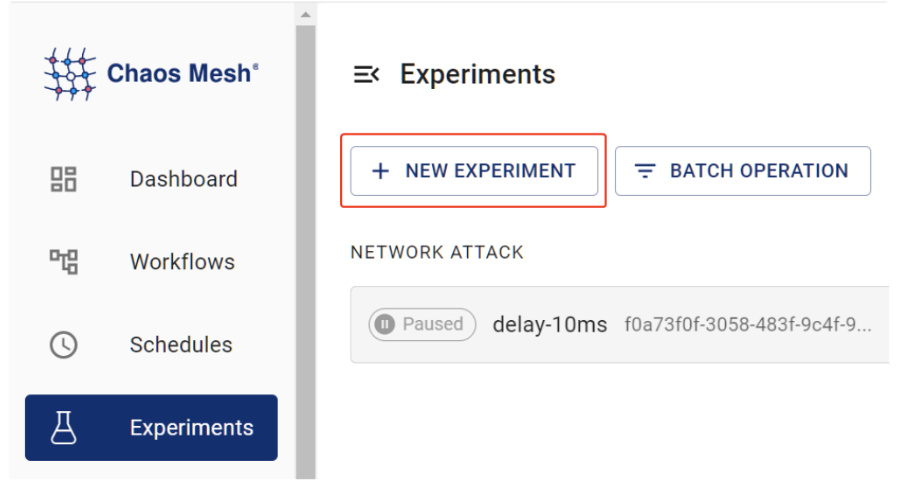 Chaos Mesh®
Experiments
+ NEW EXPERIMENT
BATCH OPERATION
Dashboard
Workflows
NETWORK ATTACK
Paused delay-10ms f0a73f0f-3058-483f-9c4f-9...
Schedules
Experiments